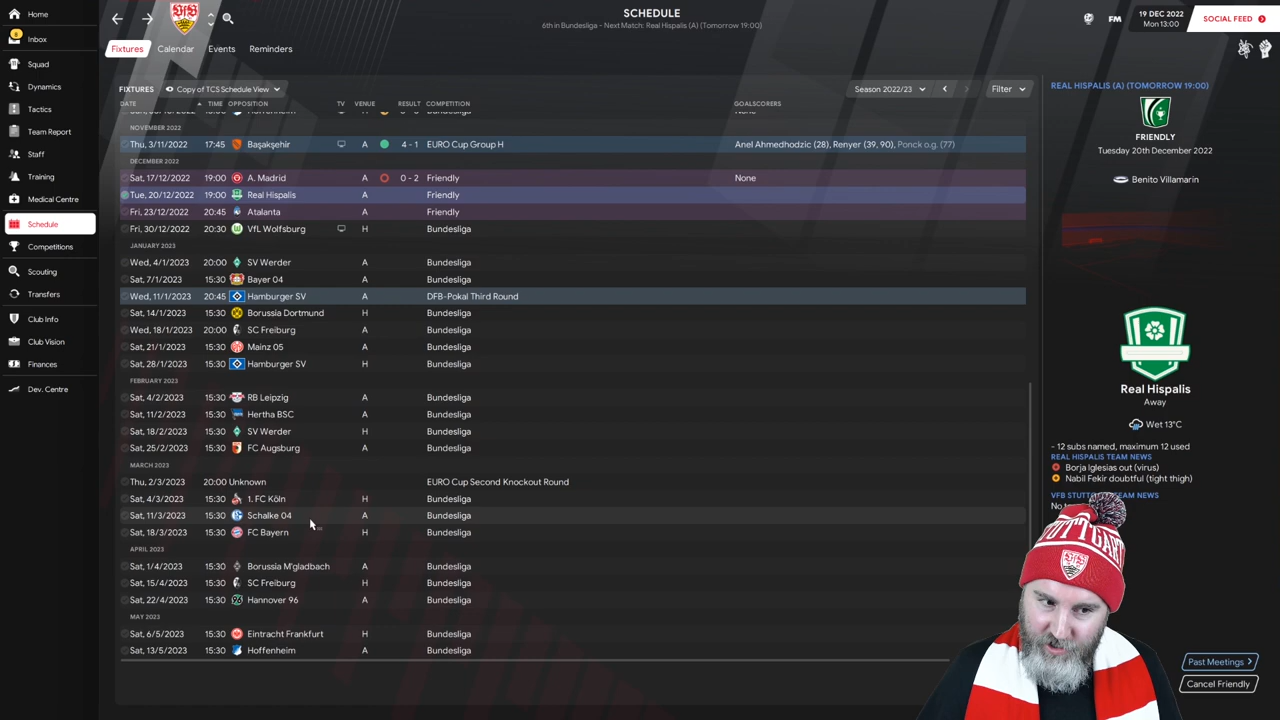 Home
Inbox
Squad
Dynamics
Tactics
Team Report
Staff
Training
Medical Centre
Schedule
Competitions
Scouting
Transfers
Club Info
Club Vision
Finances
Dev. Centre
SCHEDULE
6th in Bundesliga - Next Match: Real Hispalis (A) (Tomorrow 19:00)
FM
19 DEC 2022
Mon 13:00
SOCIAL FEED
Fixtures Calendar Events Reminders
FIXTURES Copy of TCS Schedule View Season 2022/23 Filter
DATE TIME OPPOSITION TV VENUE RESULT COMPETITION GOALSCORERS
NOVEMBER 2022
Thu, 3/11/2022 17:45 Başakşehir A 4 - 1 EURO Cup Group H Anel Ahmedhodzic (28), Renyer (39, 90), Ponck o.g. (77)
DECEMBER 2022
Sat, 17/12/2022 19:00 A. Madrid A 0 - 2 Friendly None
Tue, 20/12/2022 19:00 Real Hispalis A Friendly
Fri, 23/12/2022 20:45 Atalanta A Friendly
Fri, 30/12/2022 20:30 VfL Wolfsburg H Bundesliga
JANUARY 2023
Wed, 4/1/2023 20:00 SV Werder A Bundesliga
Sat, 7/1/2023 15:30 Bayer 04 A Bundesliga
Wed, 11/1/2023 20:45 Hamburger SV A DFB-Pokal Third Round
Sat, 14/1/2023 15:30 Borussia Dortmund H Bundesliga
Wed, 18/1/2023 20:00 SC Freiburg A Bundesliga
Sat, 21/1/2023 15:30 Mainz 05 A Bundesliga
Sat, 28/1/2023 15:30 Hamburger SV H Bundesliga
FEBRUARY 2023
Sat, 4/2/2023 15:30 RB Leipzig A Bundesliga
Sat, 11/2/2023 15:30 Hertha BSC A Bundesliga
Sat, 18/2/2023 15:30 SV Werder H Bundesliga
Sat, 25/2/2023 15:30 FC Augsburg A Bundesliga
MARCH 2023
Thu, 2/3/2023 20:00 Unknown EURO Cup Second Knockout Round
Sat, 4/3/2023 15:30 1. FC Köln H Bundesliga
Sat, 11/3/2023 15:30 Schalke 04 A Bundesliga
Sat, 18/3/2023 15:30 FC Bayern H Bundesliga
APRIL 2023
Sat, 1/4/2023 15:30 Borussia M'gladbach A Bundesliga
Sat, 15/4/2023 15:30 SC Freiburg H Bundesliga
Sat, 22/4/2023 15:30 Hannover 96 A Bundesliga
MAY 2023
Sat, 6/5/2023 15:30 Eintracht Frankfurt H Bundesliga
Sat, 13/5/2023 15:30 Hoffenheim A Bundesliga
REAL HISPALIS (A) (TOMORROW 19:00)
FRIENDLY
Tuesday 20th December 2022
Benito Villamarin
Real Hispalis
Away
Wet 13°C
- 12 subs named, maximum 12 used
REAL HISPALIS TEAM NEWS
Borja Iglesias out (virus)
Nabil Fekir doubtful (tight thigh)
Past Meetings
Cancel Friendly